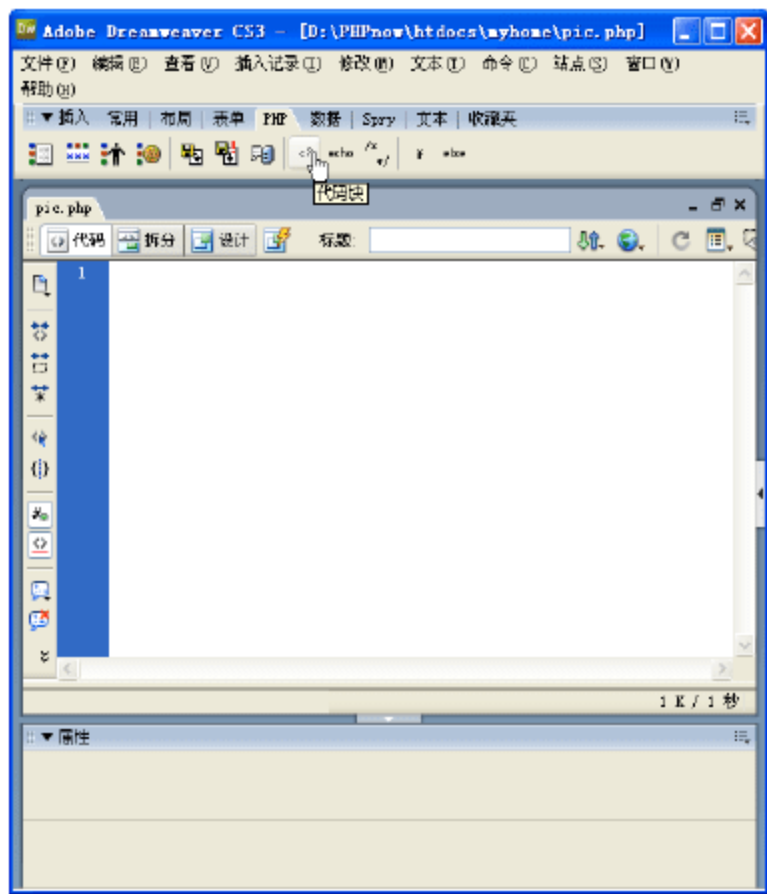 Adobe Dreamweaver CS3 - [D:\PHPnow\htdocs\myhome\pic.php]
文件(F) 编辑(E) 查看(V) 插入记录(I) 修改(M) 文本(T) 命令(C) 站点(S) 窗口(W)
帮助(H)
▼插入 常用 布局 表单 PHP 数据 Spry 文本 收藏夹
<? echo /* */ if else
代码块
pic.php
代码 拆分 设计 标题:
1
1 K / 1 秒
▼属性